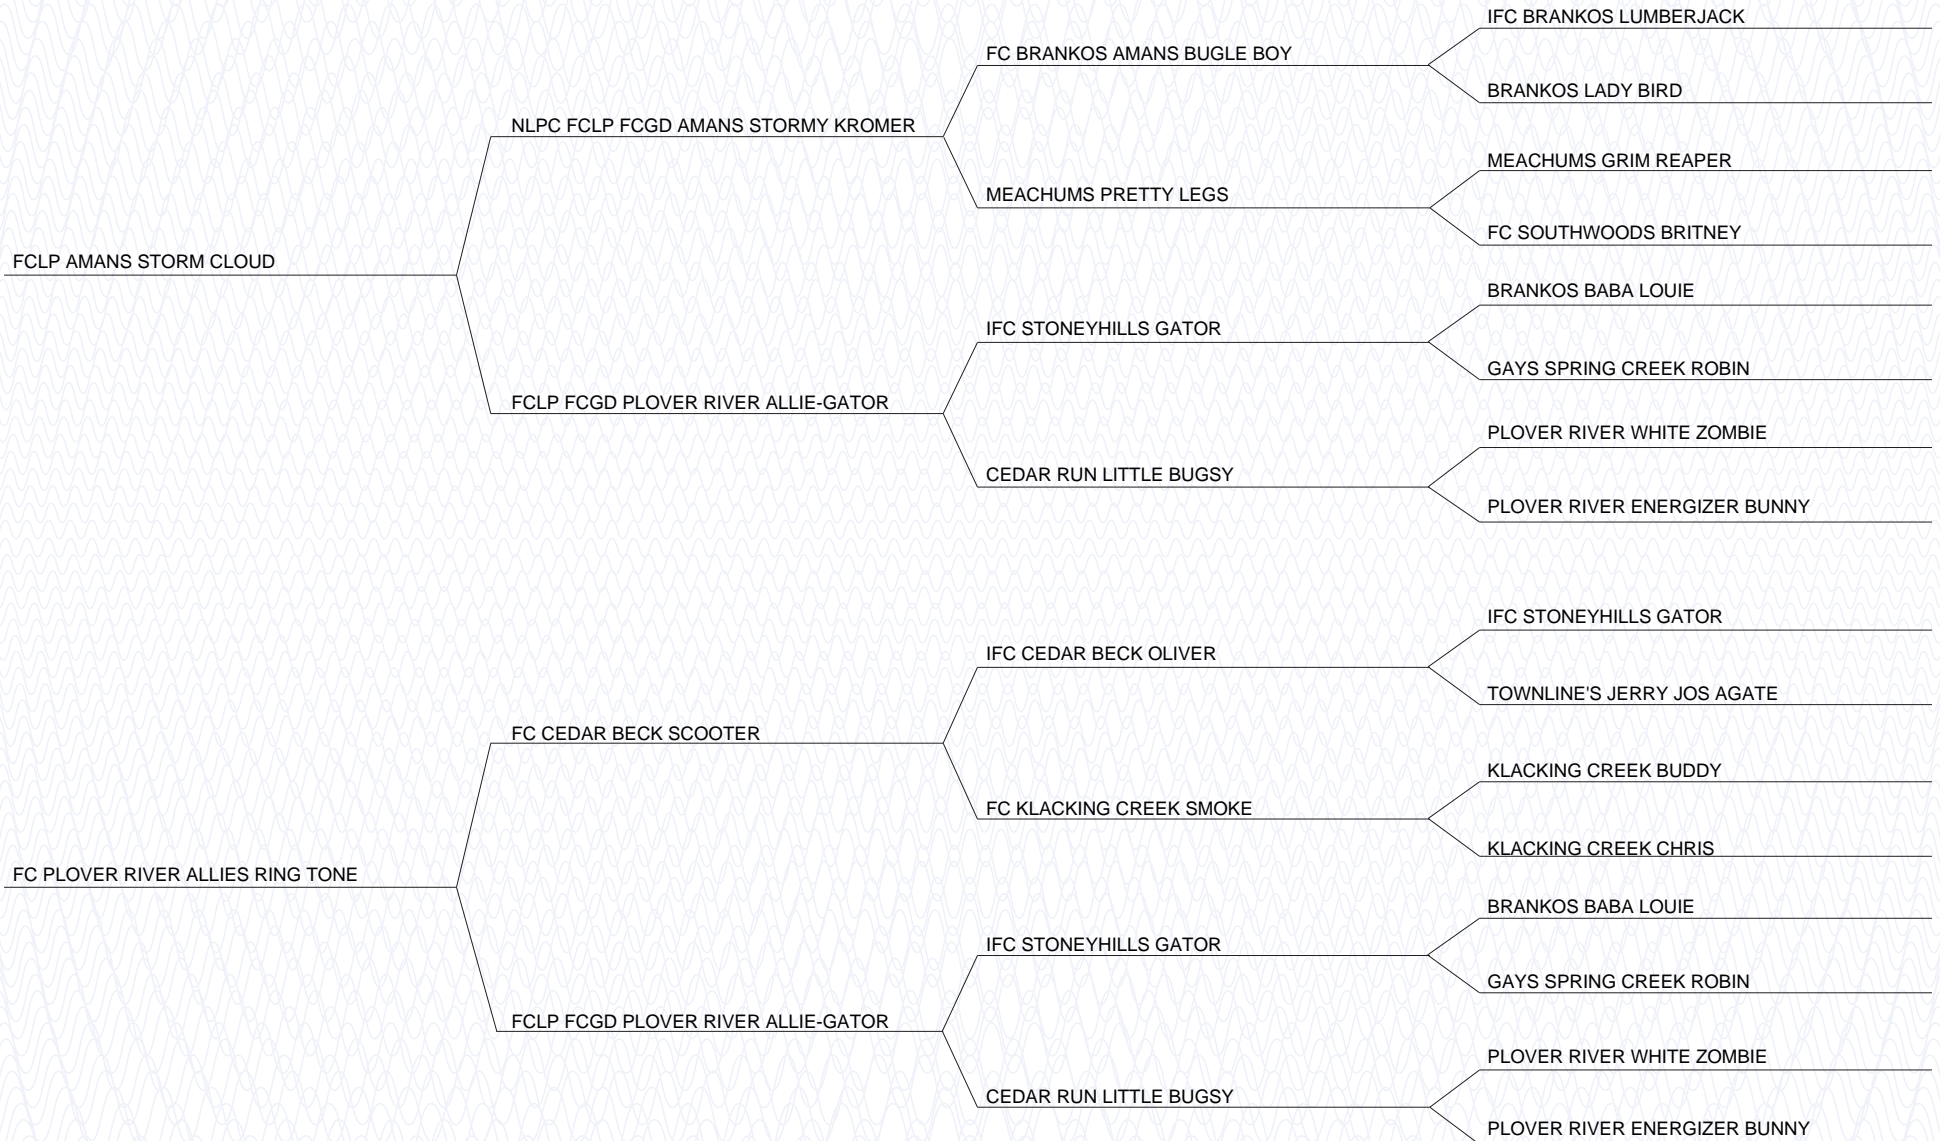 IFC BRANKOS LUMBERJACK
FC BRANKOS AMANS BUGLE BOY
BRANKOS LADY BIRD
NLPC FCLP FCGD AMANS STORMY KROMER
MEACHUMS GRIM REAPER
MEACHUMS PRETTY LEGS
FC SOUTHWOODS BRITNEY
FCLP AMANS STORM CLOUD
BRANKOS BABA LOUIE
IFC STONEYHILLS GATOR
GAYS SPRING CREEK ROBIN
FCLP FCGD PLOVER RIVER ALLIE-GATOR
PLOVER RIVER WHITE ZOMBIE
CEDAR RUN LITTLE BUGSY
PLOVER RIVER ENERGIZER BUNNY
IFC STONEYHILLS GATOR
IFC CEDAR BECK OLIVER
TOWNLINE'S JERRY JOS AGATE
FC CEDAR BECK SCOOTER
KLACKING CREEK BUDDY
FC KLACKING CREEK SMOKE
KLACKING CREEK CHRIS
FC PLOVER RIVER ALLIES RING TONE
BRANKOS BABA LOUIE
IFC STONEYHILLS GATOR
GAYS SPRING CREEK ROBIN
FCLP FCGD PLOVER RIVER ALLIE-GATOR
PLOVER RIVER WHITE ZOMBIE
CEDAR RUN LITTLE BUGSY
PLOVER RIVER ENERGIZER BUNNY